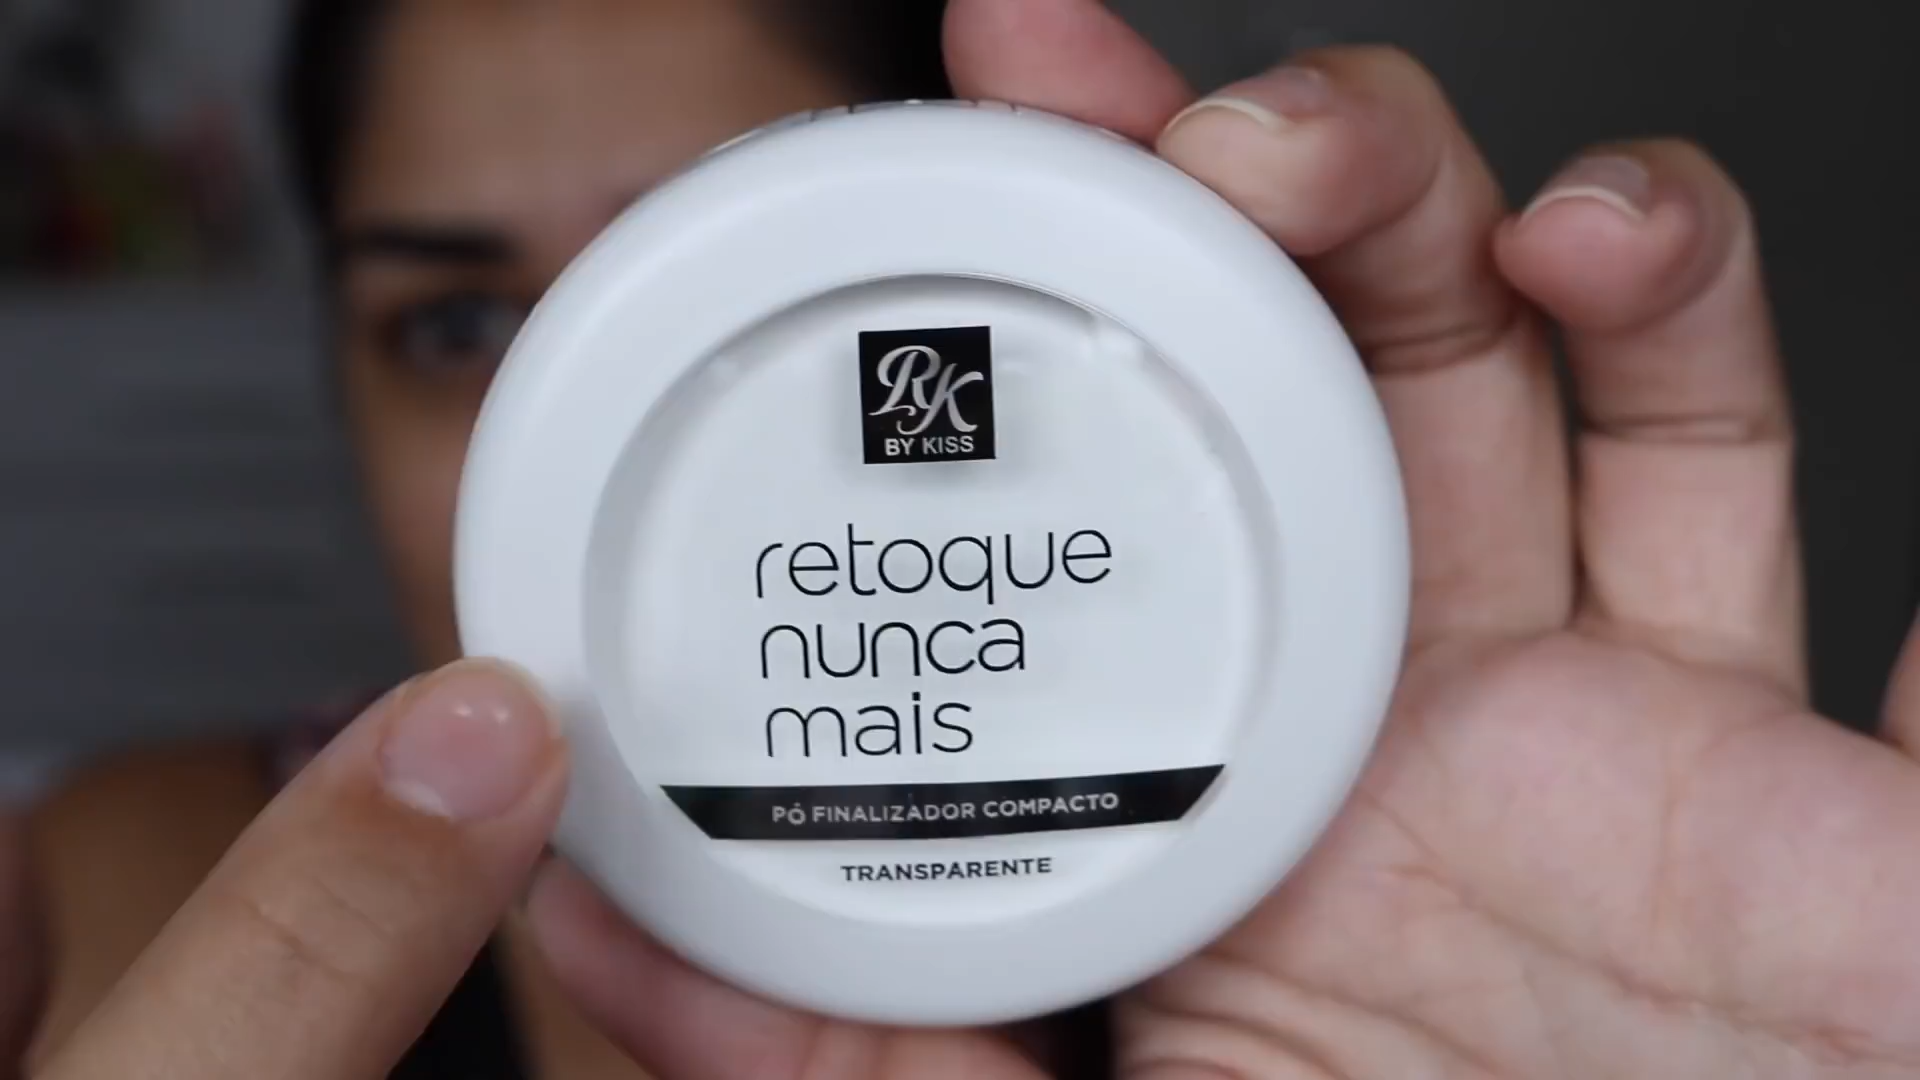 RK
BY KISS
retoque
nunca
mais
PÓ FINALIZADOR COMPACTO
TRANSPARENTE